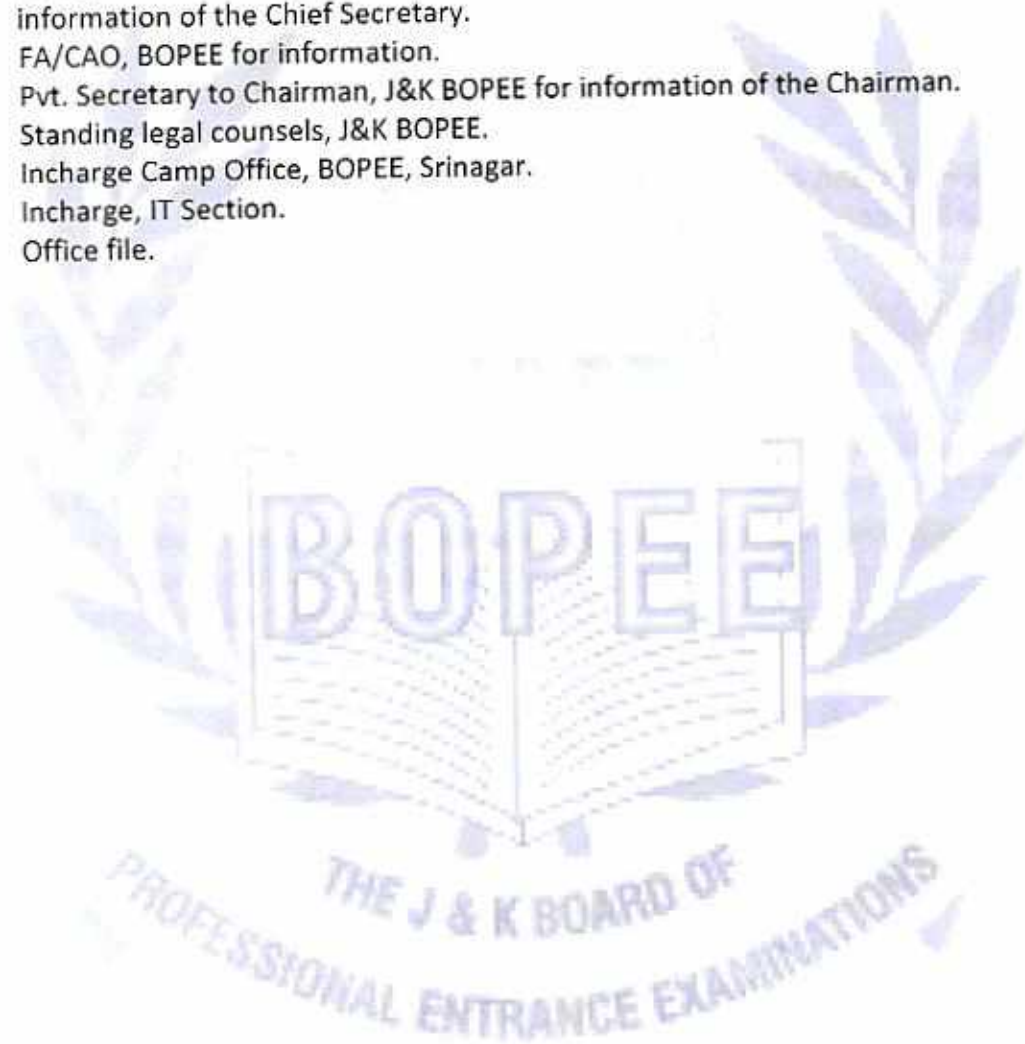 information of the Chief Secretary.
FA/CAO, BOPEE for information.
Pvt. Secretary to Chairman, J&K BOPEE for information of the Chairman.
Standing legal counsels, J&K BOPEE.
Incharge Camp Office, BOPEE, Srinagar.
Incharge, IT Section.
Office file.
BOPEE
THE J & K BOARD OF
PROFESSIONAL ENTRANCE EXAMINATIONS